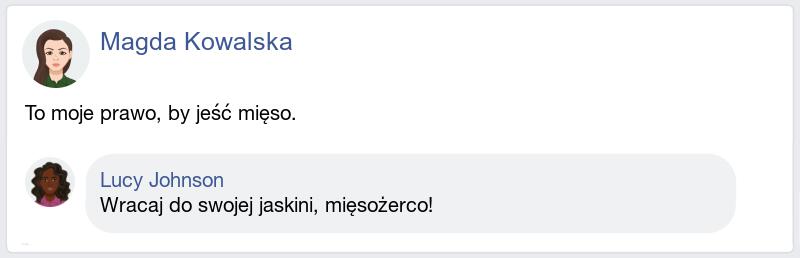 Magda Kowalska
To moje prawo, by jeść mięso.
Lucy Johnson
Wracaj do swojej jaskini, mięsożerco!